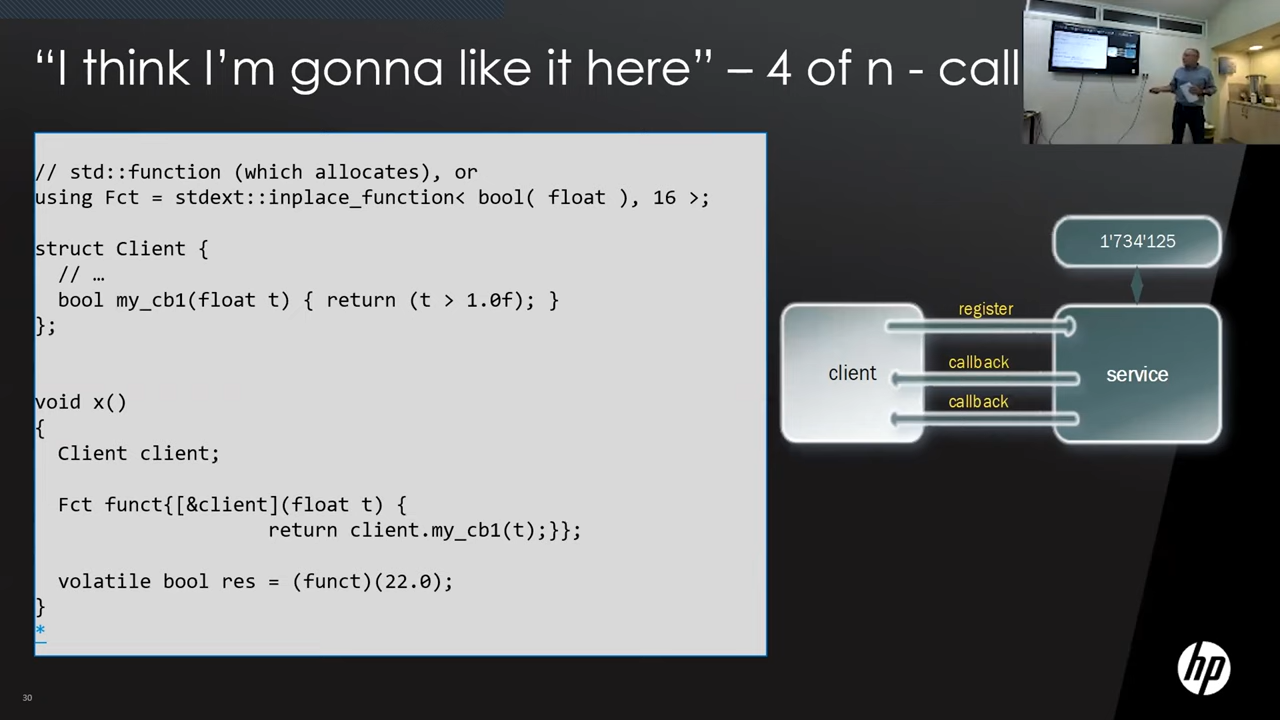 “I think I’m gonna like it here” – 4 of n - call
// std::function (which allocates), or
using Fct = stdext::inplace_function< bool( float ), 16 >;
struct Client {
// …
bool my_cb1(float t) { return (t > 1.0f); }
};
void x()
{
Client client;
Fct funct{[&client](float t) {
return client.my_cb1(t);}};
volatile bool res = (funct)(22.0);
}
*
1'734'125
register
client
callback
service
callback
hp
30